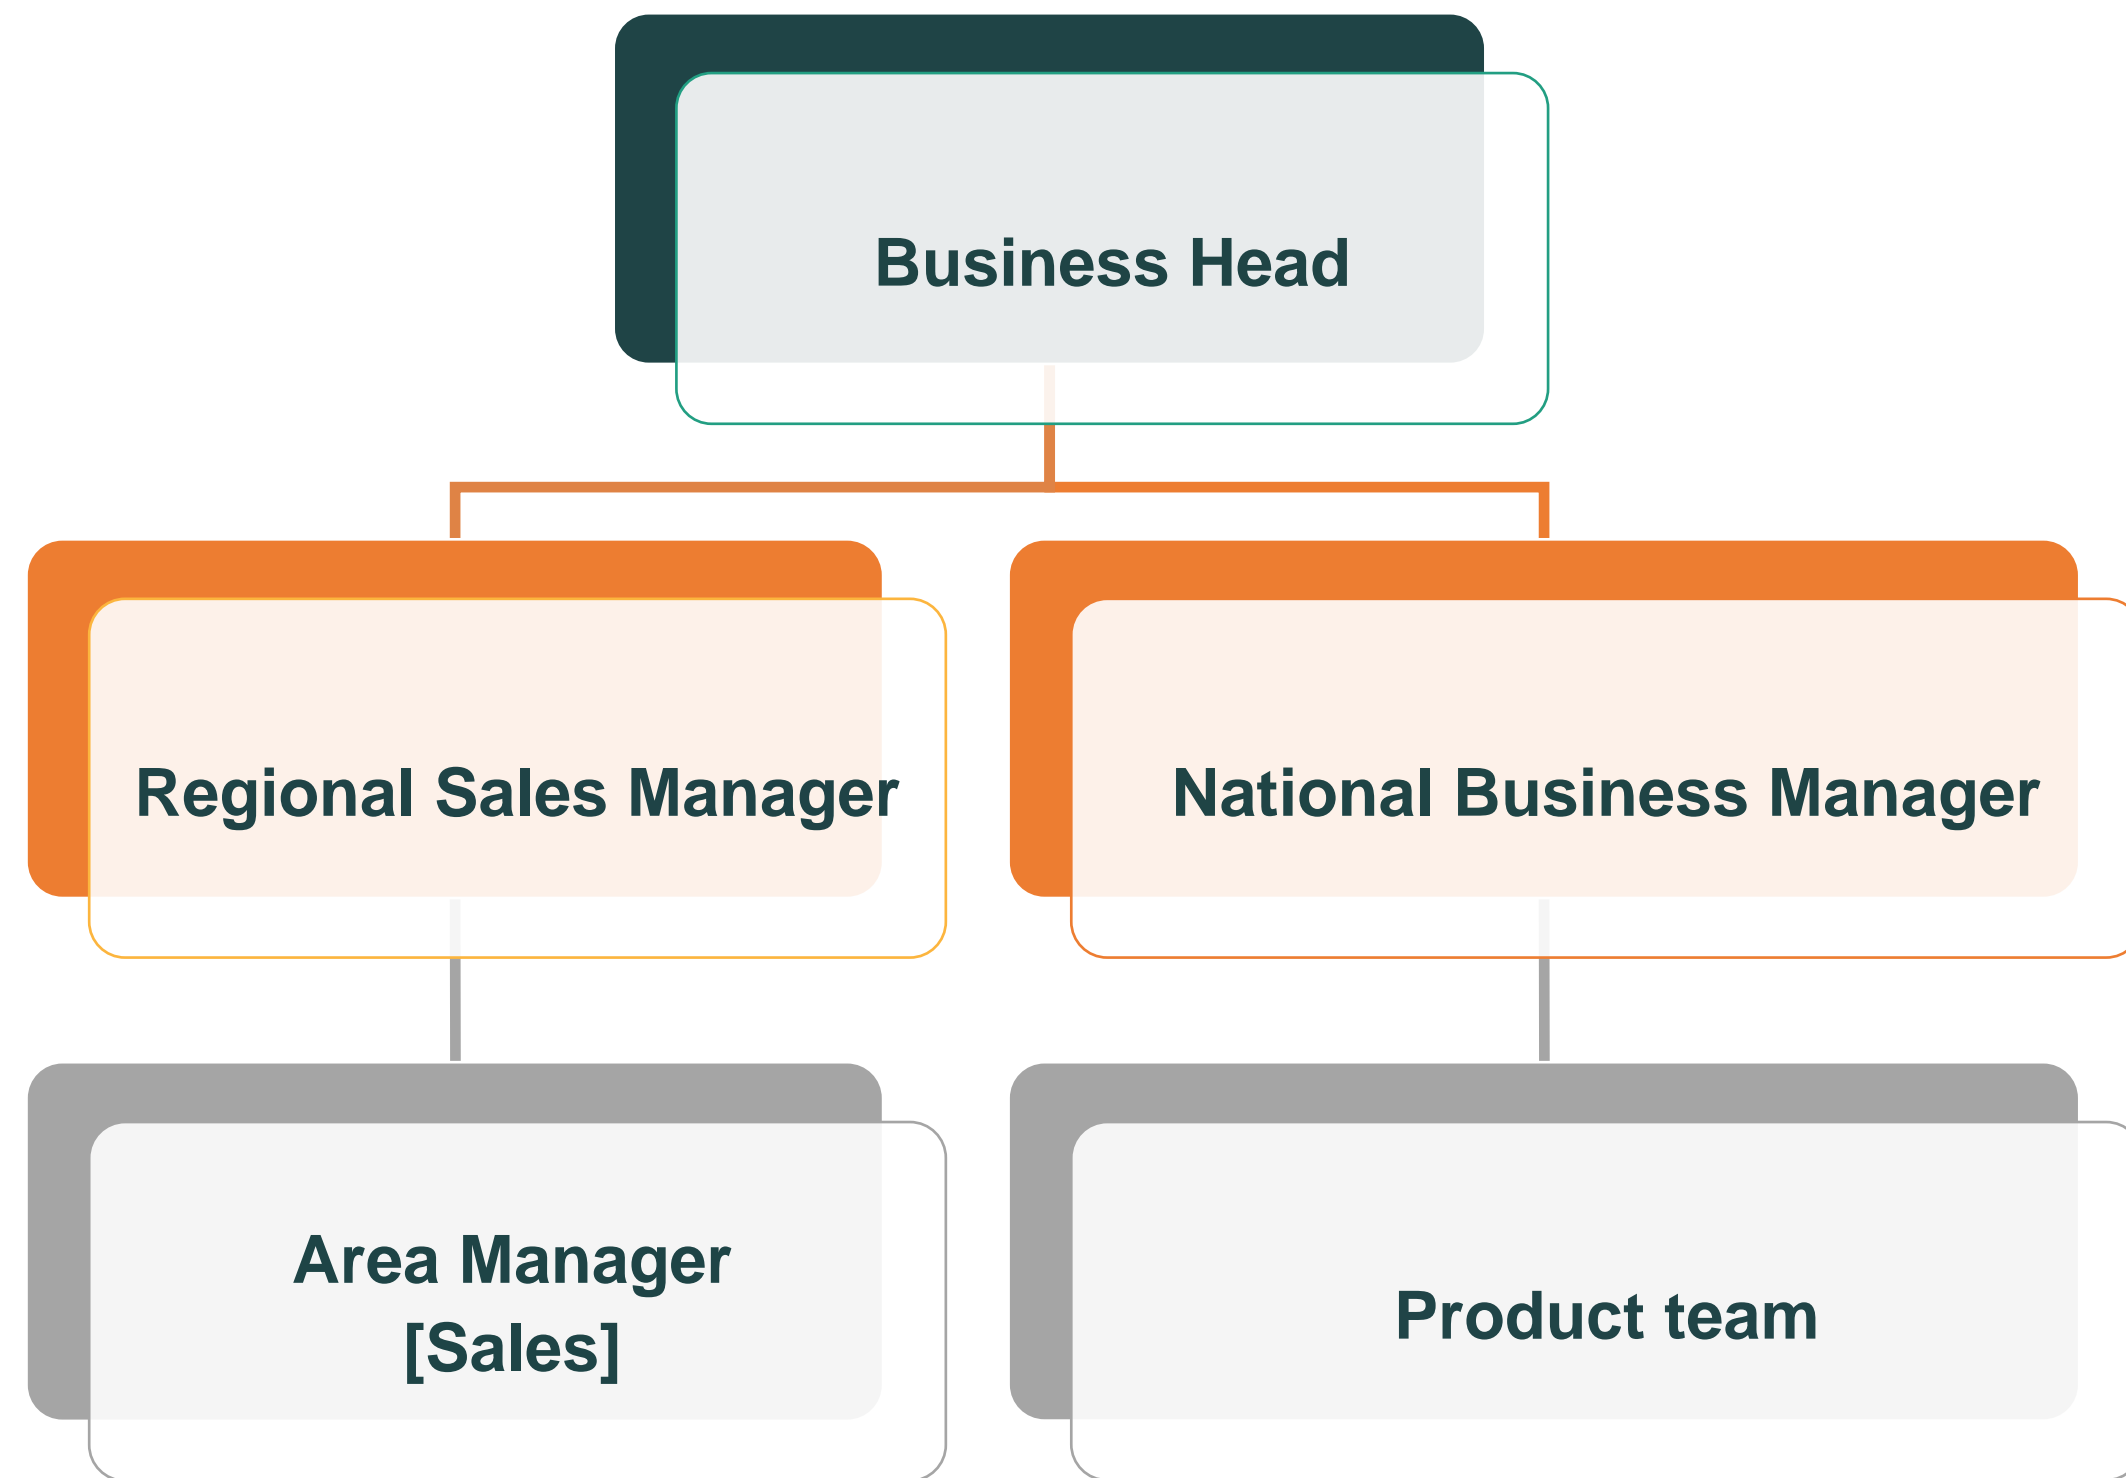 Business Head
Regional Sales Manager
National Business Manager
Area Manager
[Sales]
Product team